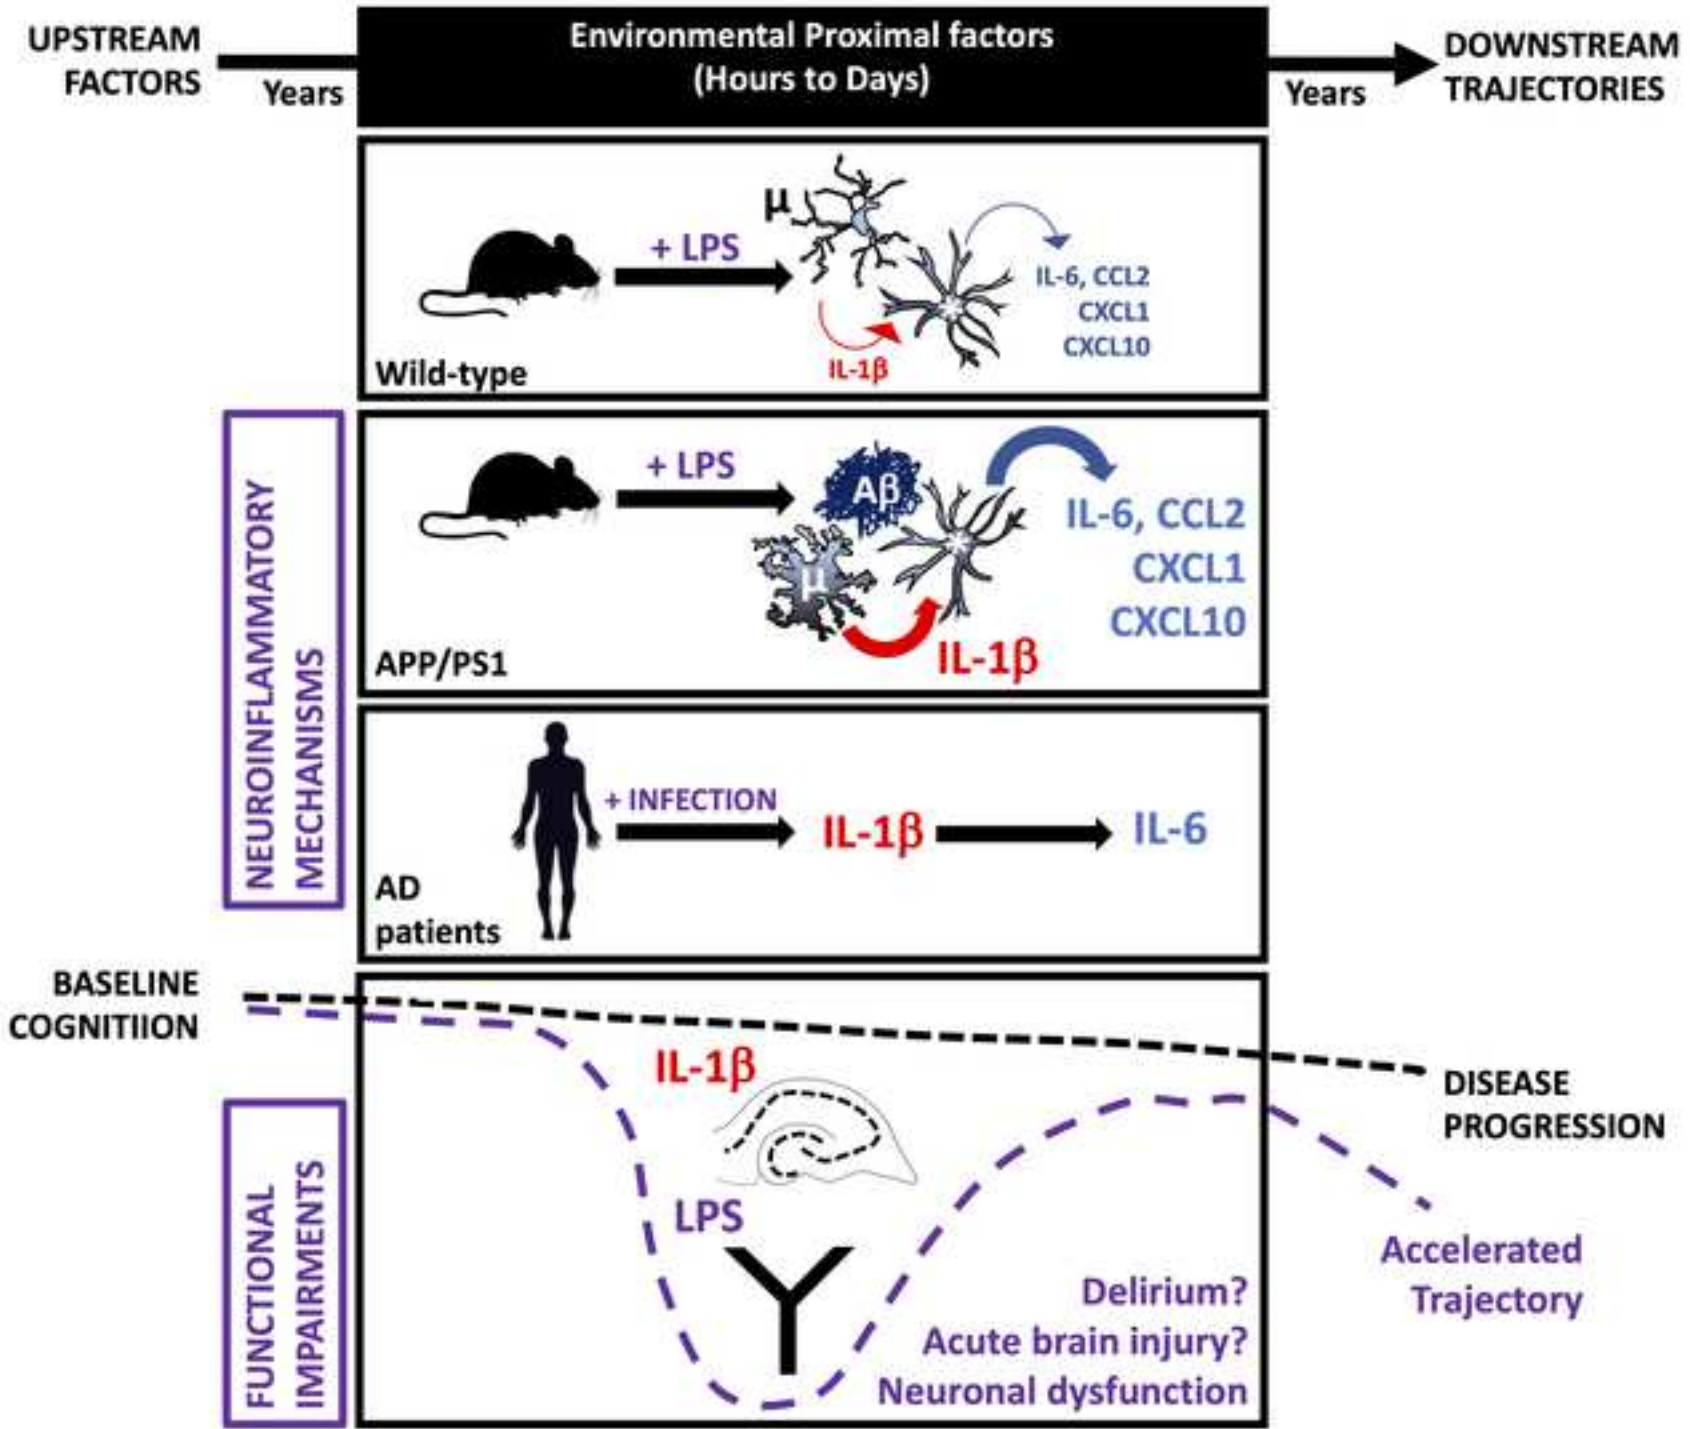 UPSTREAM
FACTORS
Years
Environmental Proximal factors
(Hours to Days)
Years
DOWNSTREAM
TRAJECTORIES
+ LPS
μ
IL-1β
IL-6, CCL2
CXCL1
CXCL10
Wild-type
NEUROINFLAMMATORY
MECHANISMS
+ LPS
Aβ
μ
IL-1β
IL-6, CCL2
CXCL1
CXCL10
APP/PS1
+ INFECTION
IL-1β
IL-6
AD
patients
BASELINE
COGNITIION
FUNCTIONAL
IMPAIRMENTS
IL-1β
LPS
Delirium?
Acute brain injury?
Neuronal dysfunction
DISEASE
PROGRESSION
Accelerated
Trajectory